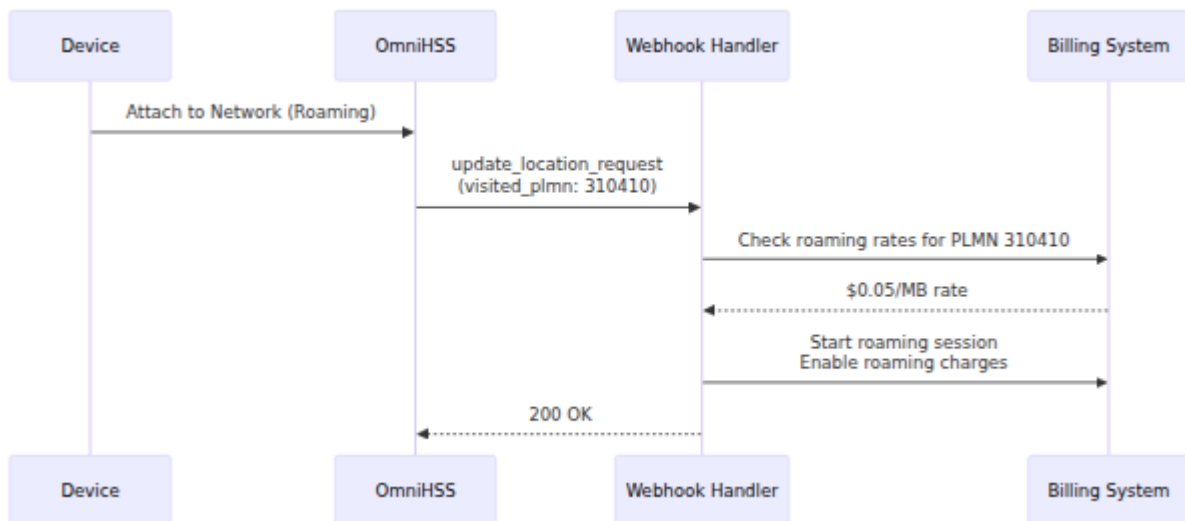 Device
OmniHSS
Webhook Handler
Billing System
Attach to Network (Roaming)
update_location_request
(visited_plmn: 310410)
Check roaming rates for PLMN 310410
$0.05/MB rate
Start roaming session
Enable roaming charges
200 OK
Device
OmniHSS
Webhook Handler
Billing System